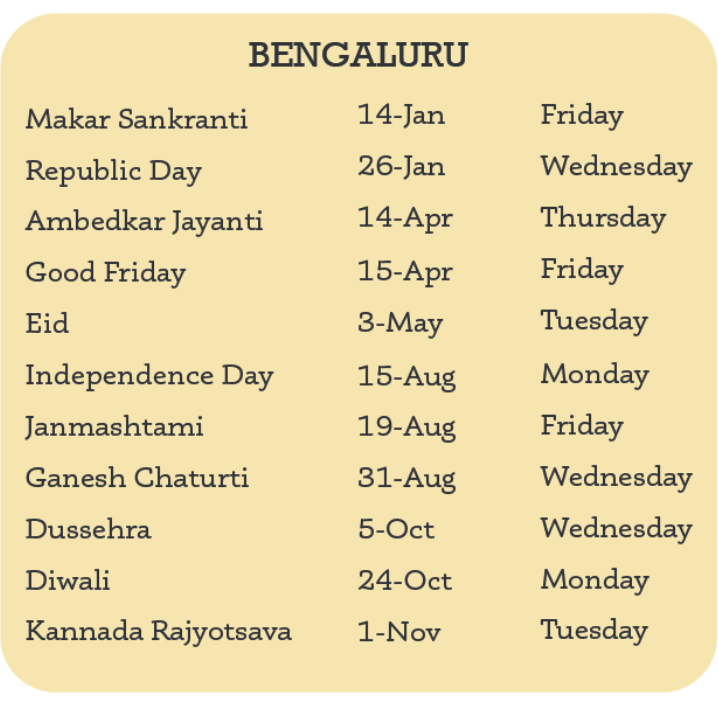 BENGALURU
Makar Sankranti 14-Jan Friday
Republic Day 26-Jan Wednesday
Ambedkar Jayanti 14-Apr Thursday
Good Friday 15-Apr Friday
Eid 3-May Tuesday
Independence Day 15-Aug Monday
Janmashtami 19-Aug Friday
Ganesh Chaturti 31-Aug Wednesday
Dussehra 5-Oct Wednesday
Diwali 24-Oct Monday
Kannada Rajyotsava 1-Nov Tuesday